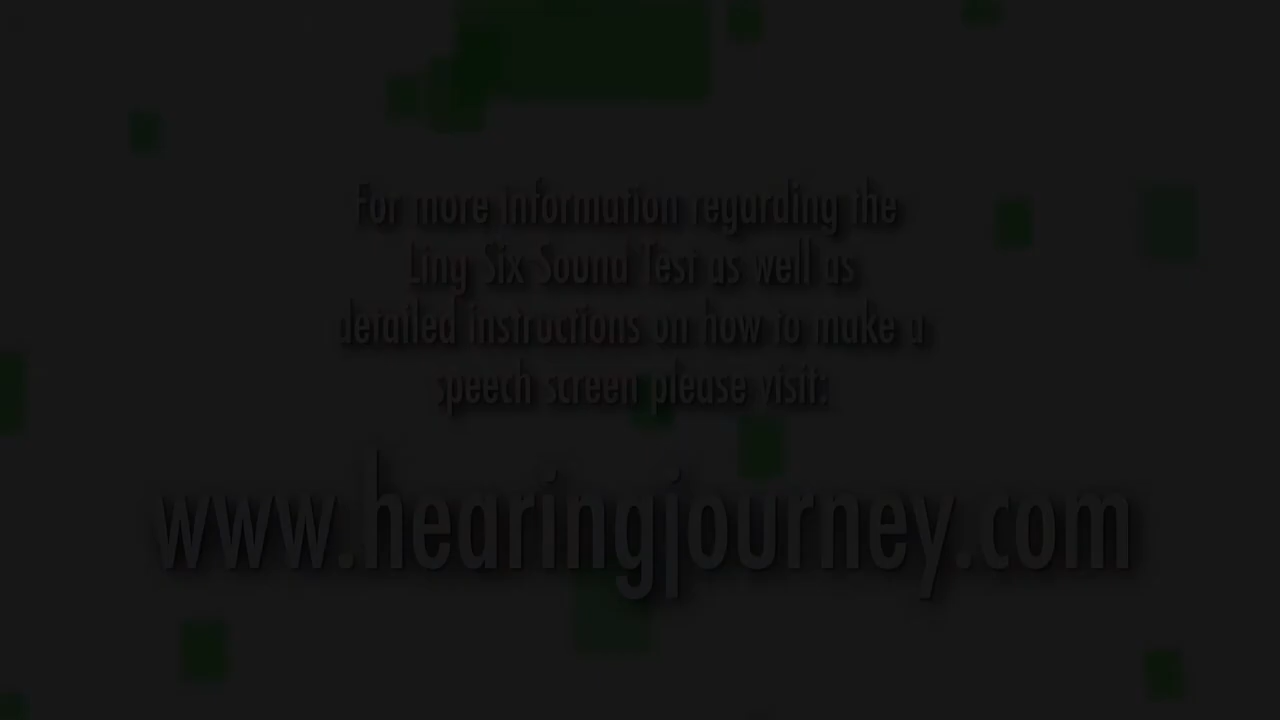 For more information regarding the
Ling Six Sound Test as well as
detailed instructions on how to make a
speech screen please visit:
www.hearingjourney.com